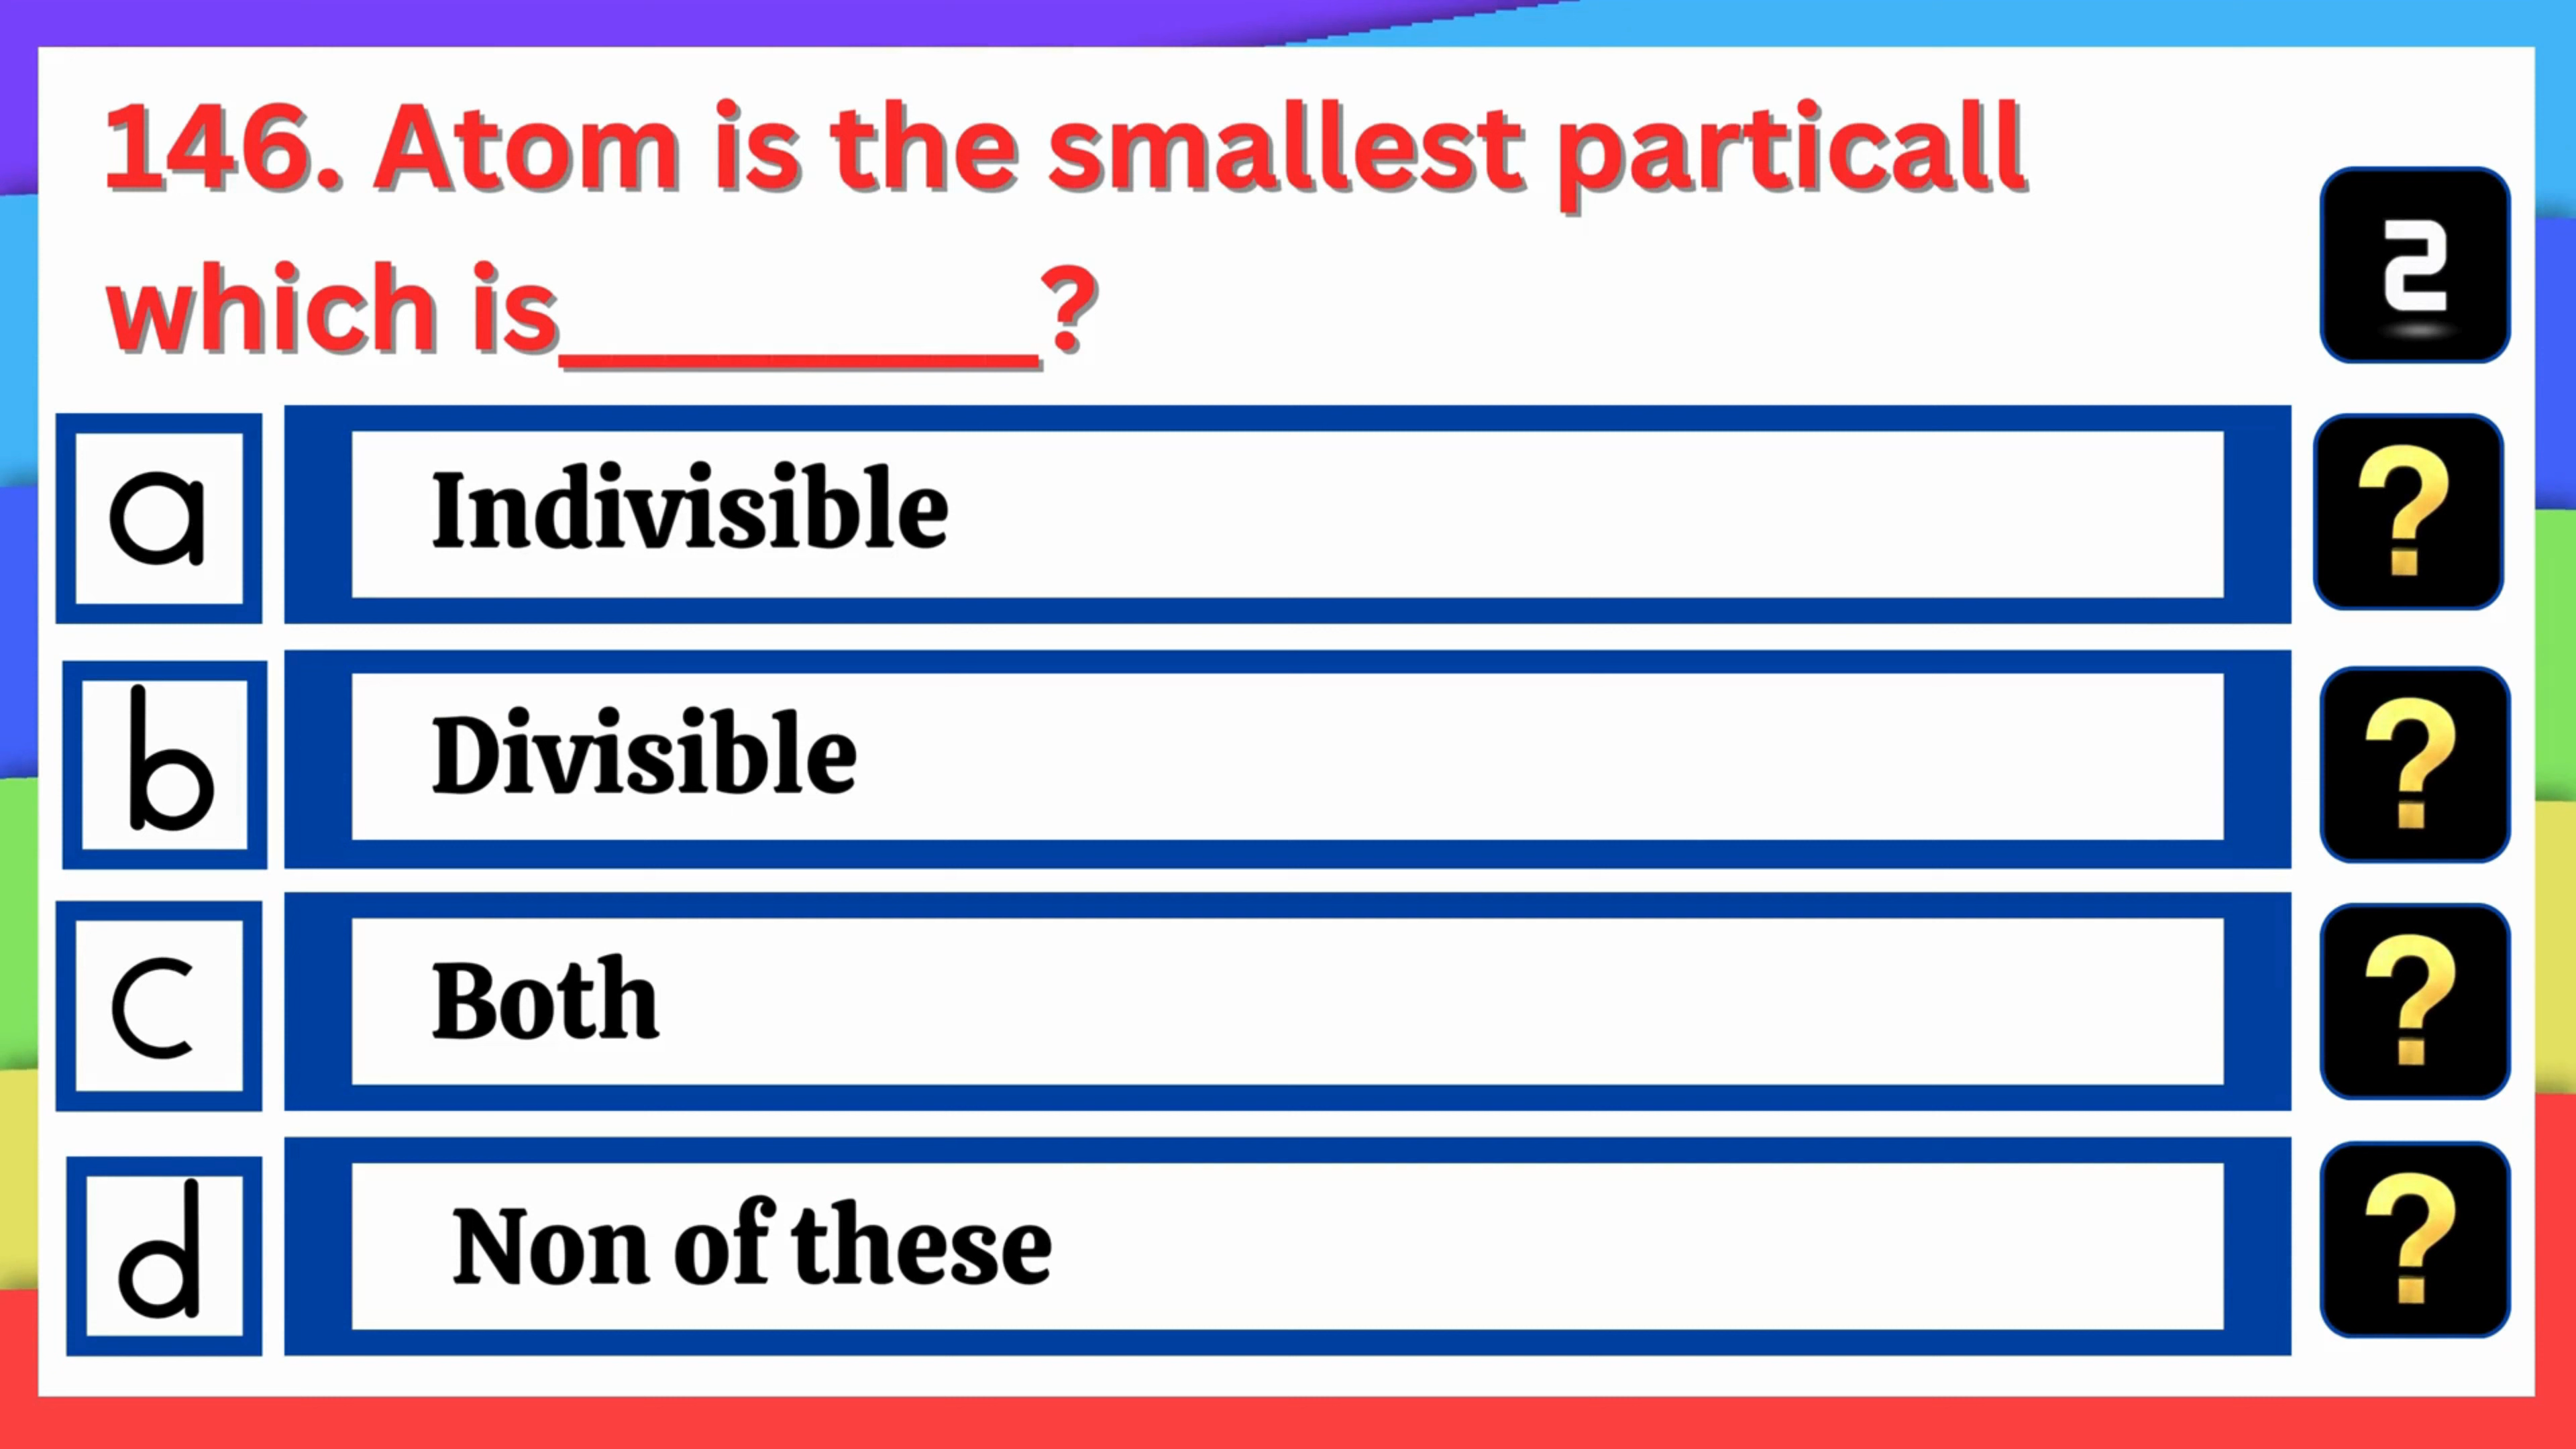 146. Atom is the smallest particall
which is________?
2
a Indivisible ?
b Divisible ?
c Both ?
d Non of these ?